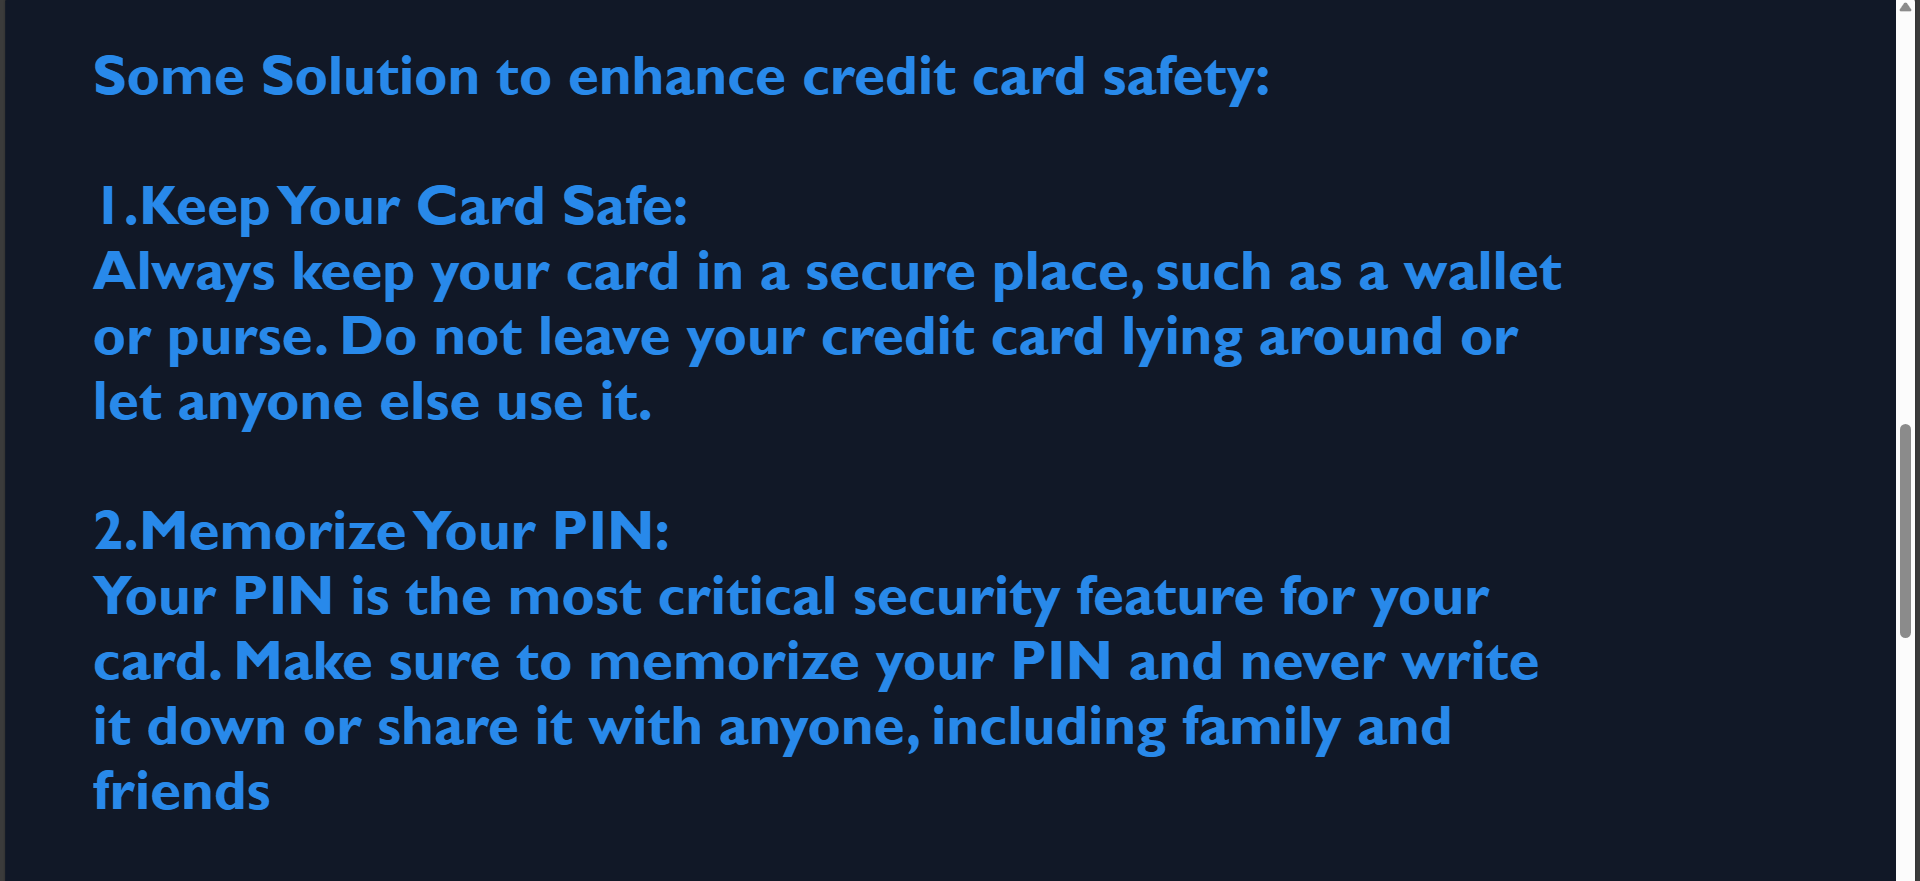 Some Solution to enhance credit card safety:
1.Keep Your Card Safe:
Always keep your card in a secure place, such as a wallet
or purse. Do not leave your credit card lying around or
let anyone else use it.
2.Memorize Your PIN:
Your PIN is the most critical security feature for your
card. Make sure to memorize your PIN and never write
it down or share it with anyone, including family and
friends